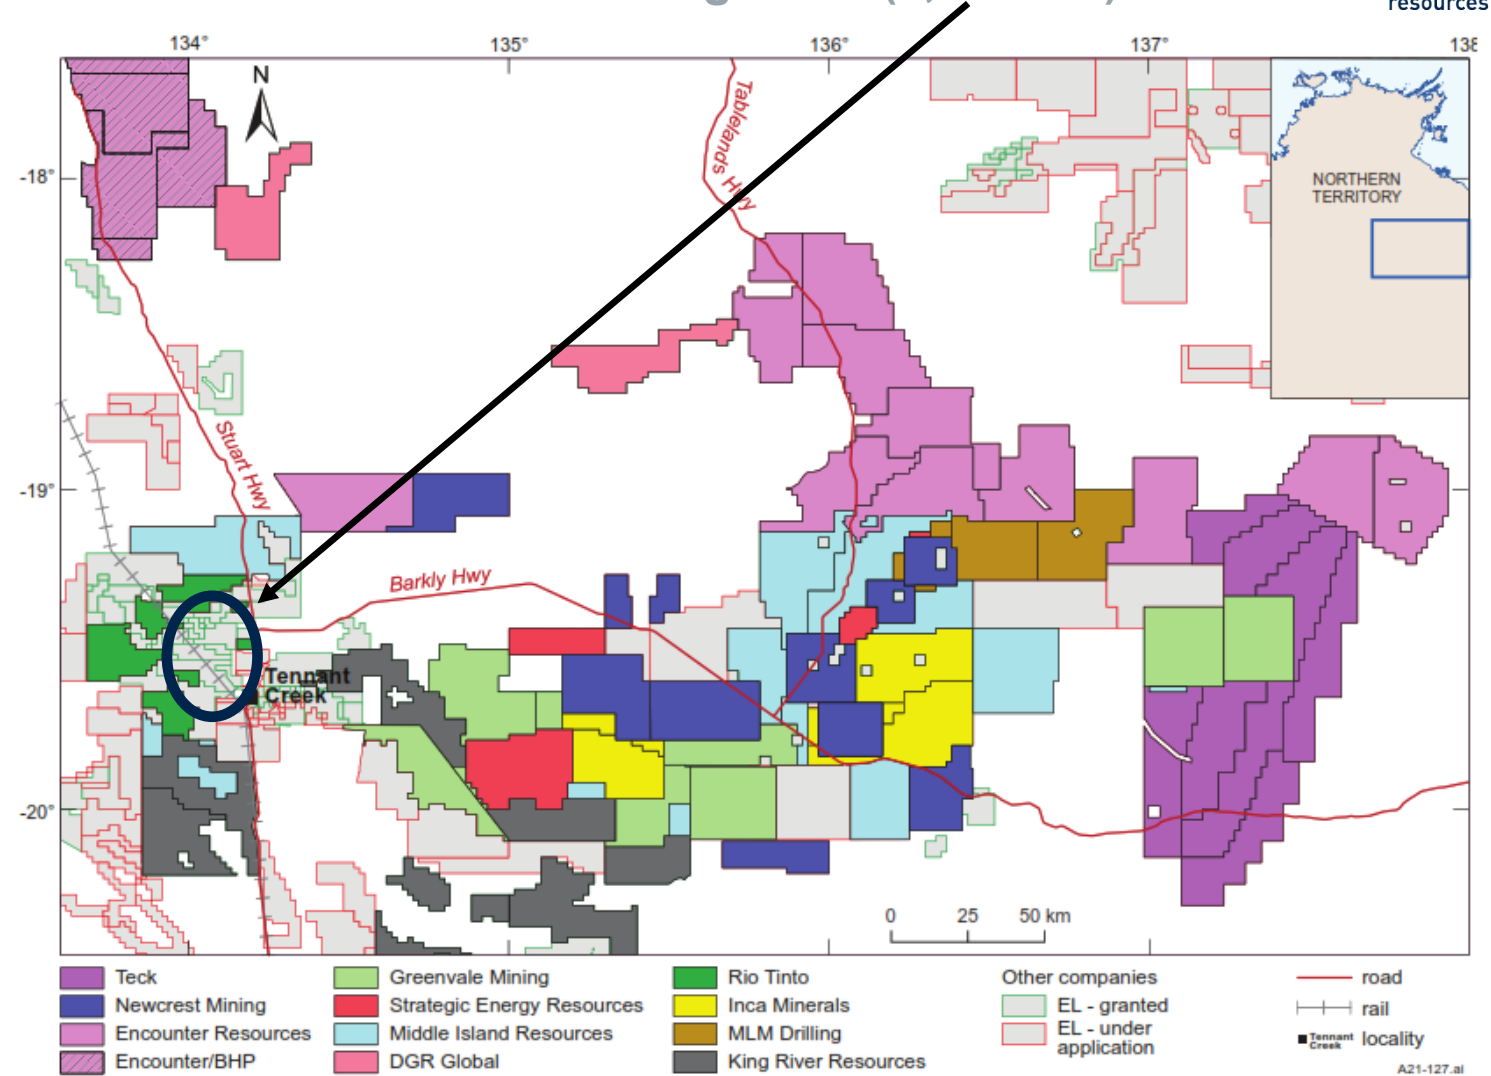 resources
134°
135°
136°
137°
138
N
-18°
-19°
-20°
Tablelands Hwy
NORTHERN
TERRITORY
Stuart Hwy
Barkly Hwy
Tennant
Creek
0 25 50 km
Teck
Newcrest Mining
Encounter Resources
Encounter/BHP
Greenvale Mining
Strategic Energy Resources
Middle Island Resources
DGR Global
Rio Tinto
Inca Minerals
MLM Drilling
King River Resources
Other companies
EL - granted
EL - under
application
road
rail
Tennant
Creek
locality
A21-127.ai